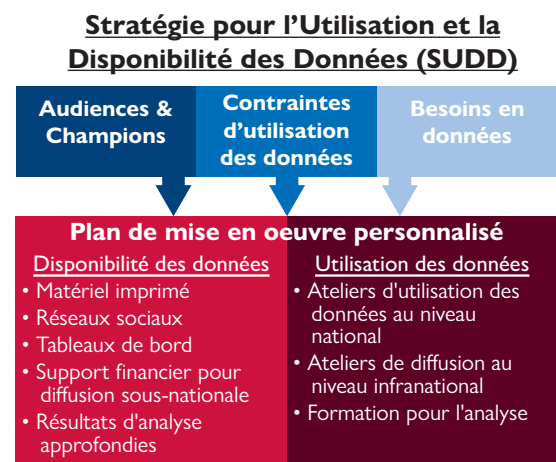 Stratégie pour l'Utilisation et la
Disponibilité des Données (SUDD)
Audiences &
Champions
Contraintes
d'utilisation
des données
Besoins en
données
Plan de mise en oeuvre personnalisé
Disponibilité des données
• Matériel imprimé
• Réseaux sociaux
• Tableaux de bord
• Support financier pour
diffusion sous-nationale
• Résultats d'analyse
approfondies
Utilisation des données
• Ateliers d'utilisation des
données au niveau
national
• Ateliers de diffusion au
niveau infranational
• Formation pour l'analyse